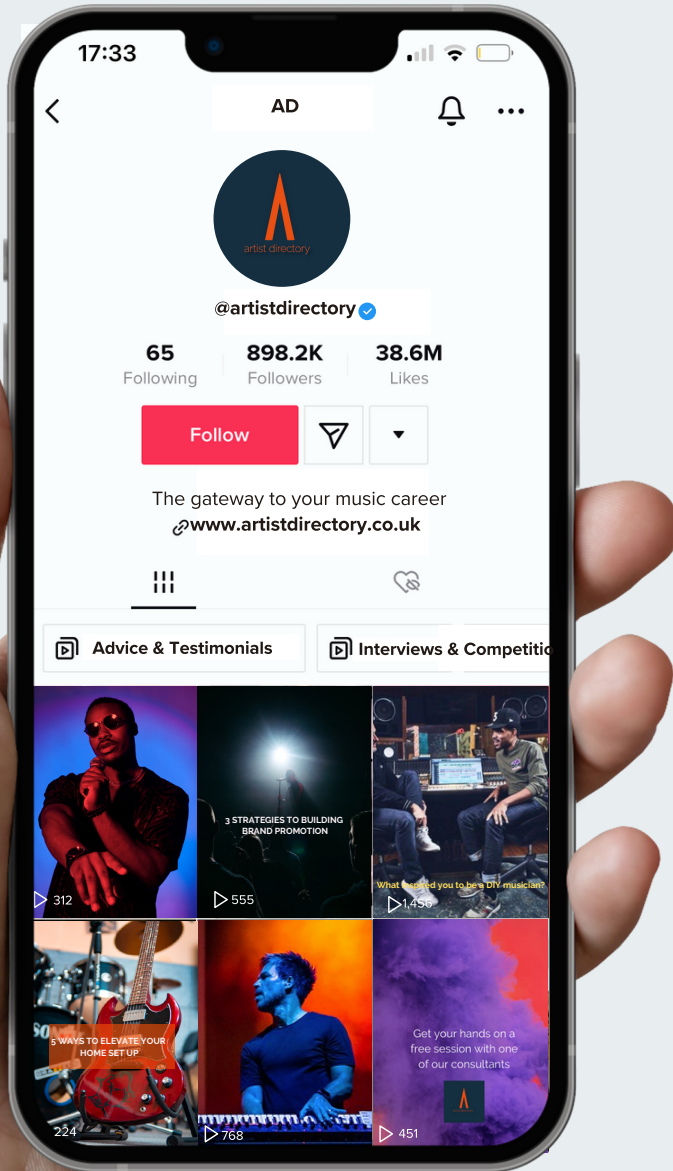 17:33
AD
artist directory
@artistdirectory
65
898.2K
38.6M
Following
Followers
Likes
Follow
The gateway to your music career
www.artistdirectory.co.uk
Advice & Testimonials
Interviews & Competitio
312
3 STRATEGIES TO BUILDING
BRAND PROMOTION
555
What inspired you to be a DIY musician?
1,456
5 WAYS TO ELEVATE YOUR
HOME SET UP
224
768
Get your hands on a
free session with one
of our consultants
451